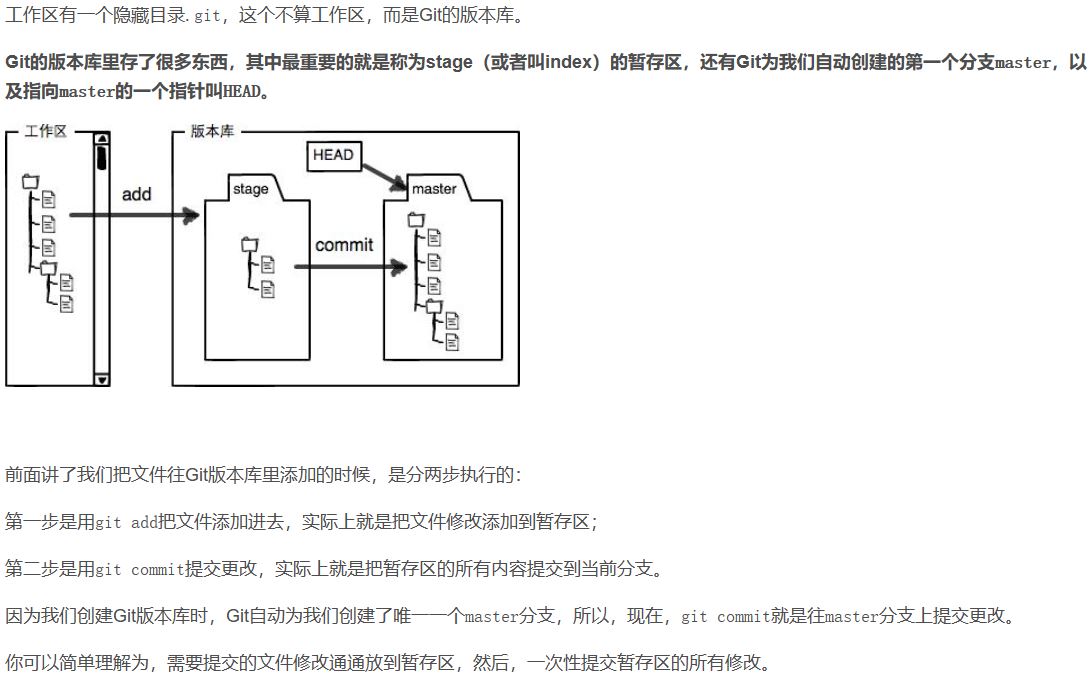 工作区有一个隐藏目录.git，这个不算工作区，而是Git的版本库。
Git的版本库里存了很多东西，其中最重要的就是称为stage（或者叫index）的暂存区，还有Git为我们自动创建的第一个分支master，以
及指向master的一个指针叫HEAD。
工作区
版本库
HEAD
add
stage
master
commit
前面讲了我们把文件往Git版本库里添加的时候，是分两步执行的：
第一步是用git add把文件添加进去，实际上就是把文件修改添加到暂存区；
第二步是用git commit提交更改，实际上就是把暂存区的所有内容提交到当前分支。
因为我们创建Git版本库时，Git自动为我们创建了唯一一个master分支，所以，现在，git commit就是往master分支上提交更改。
你可以简单理解为，需要提交的文件修改通通放到暂存区，然后，一次性提交暂存区的所有修改。